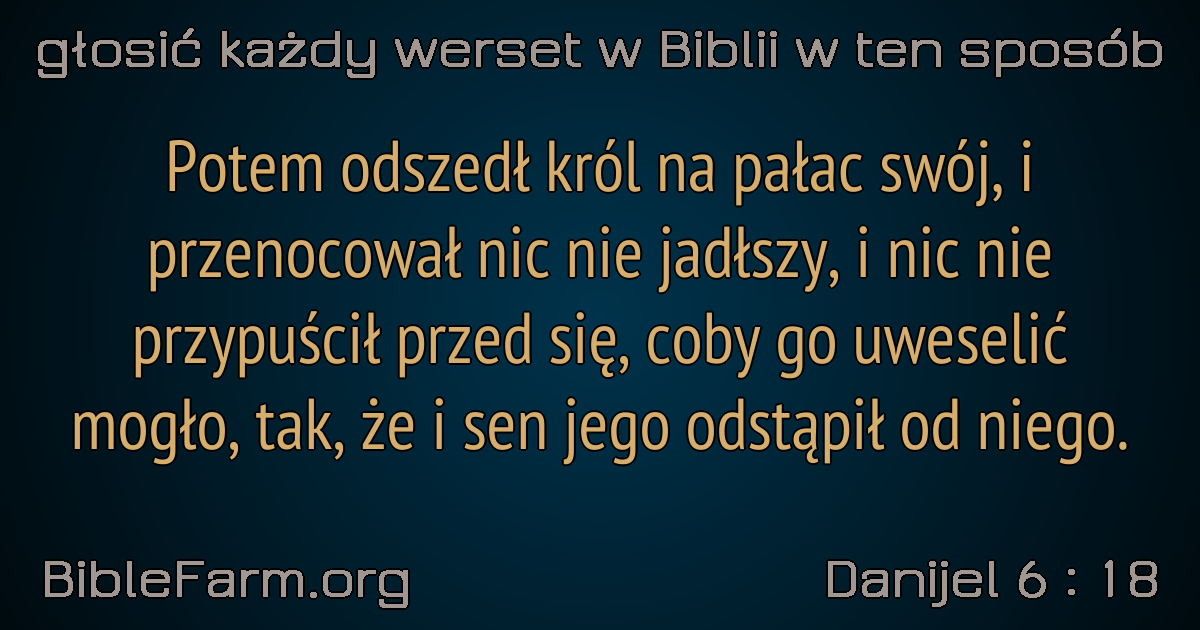 głosić każdy werset w Biblii w ten sposób
Potem odszedł król na pałac swój, i
przenocował nic nie jadłszy, i nic nie
przypuścił przed się, coby go uweselić
mogło, tak, że i sen jego odstąpił od niego.
BibleFarm.org
Danijel 6 : 18